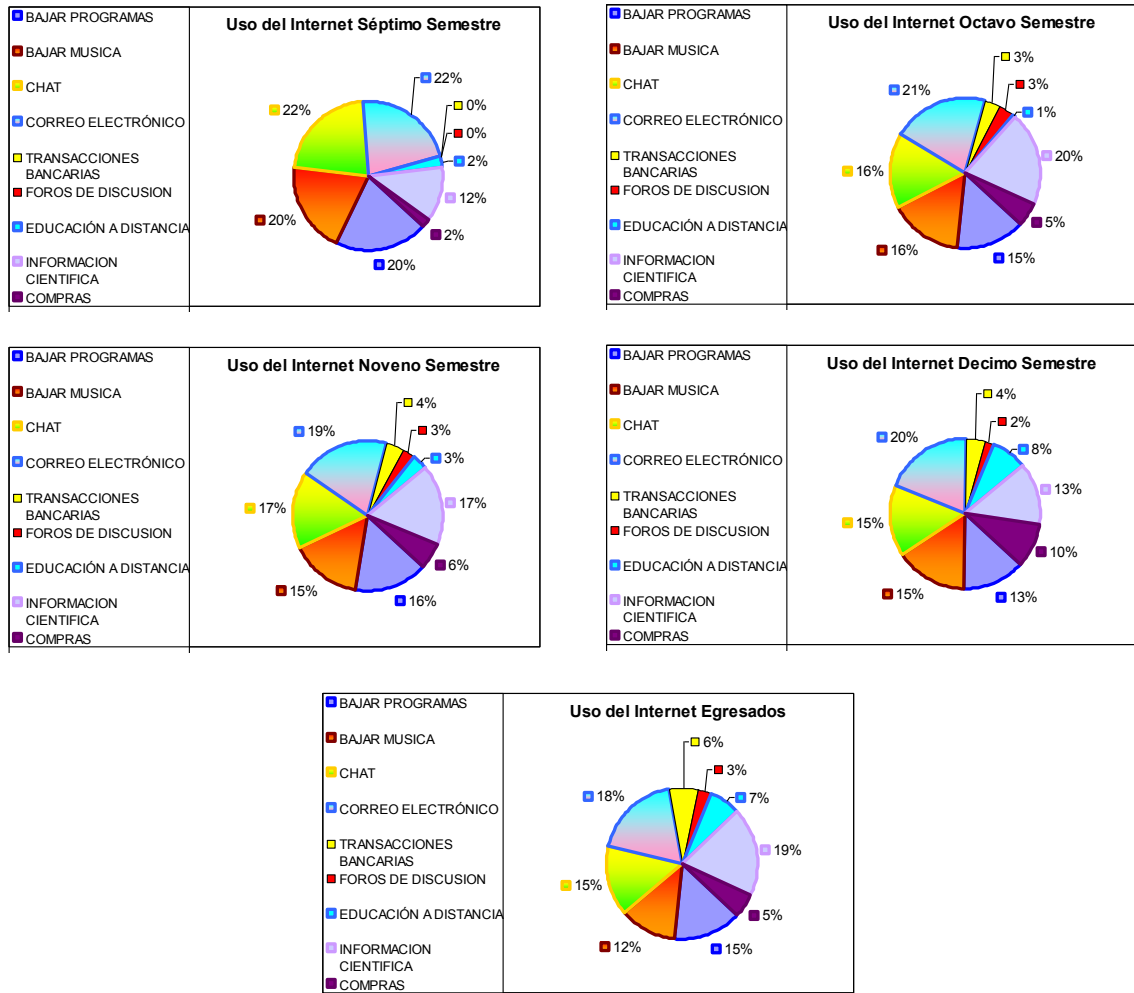 BAJAR PROGRAMAS
BAJAR MUSICA
CHAT
CORREO ELECTRÓNICO
TRANSACCIONES
BANCARIAS
FOROS DE DISCUSION
EDUCACIÓN A DISTANCIA
INFORMACION
CIENTIFICA
COMPRAS
Uso del Internet Séptimo Semestre
22%
0%
0%
2%
12%
2%
20%
20%
22%
BAJAR PROGRAMAS
BAJAR MUSICA
CHAT
CORREO ELECTRÓNICO
TRANSACCIONES
BANCARIAS
FOROS DE DISCUSION
EDUCACIÓN A DISTANCIA
INFORMACION
CIENTIFICA
COMPRAS
Uso del Internet Octavo Semestre
3%
3%
1%
20%
5%
15%
16%
16%
21%
BAJAR PROGRAMAS
BAJAR MUSICA
CHAT
CORREO ELECTRÓNICO
TRANSACCIONES
BANCARIAS
FOROS DE DISCUSION
EDUCACIÓN A DISTANCIA
INFORMACION
CIENTIFICA
COMPRAS
Uso del Internet Noveno Semestre
4%
3%
3%
17%
6%
16%
15%
17%
19%
BAJAR PROGRAMAS
BAJAR MUSICA
CHAT
CORREO ELECTRÓNICO
TRANSACCIONES
BANCARIAS
FOROS DE DISCUSION
EDUCACIÓN A DISTANCIA
INFORMACION
CIENTIFICA
COMPRAS
Uso del Internet Decimo Semestre
4%
2%
8%
13%
10%
13%
15%
15%
20%
BAJAR PROGRAMAS
BAJAR MUSICA
CHAT
CORREO ELECTRÓNICO
TRANSACCIONES
BANCARIAS
FOROS DE DISCUSION
EDUCACIÓN A DISTANCIA
INFORMACION
CIENTIFICA
COMPRAS
Uso del Internet Egresados
6%
3%
7%
19%
5%
15%
12%
15%
18%